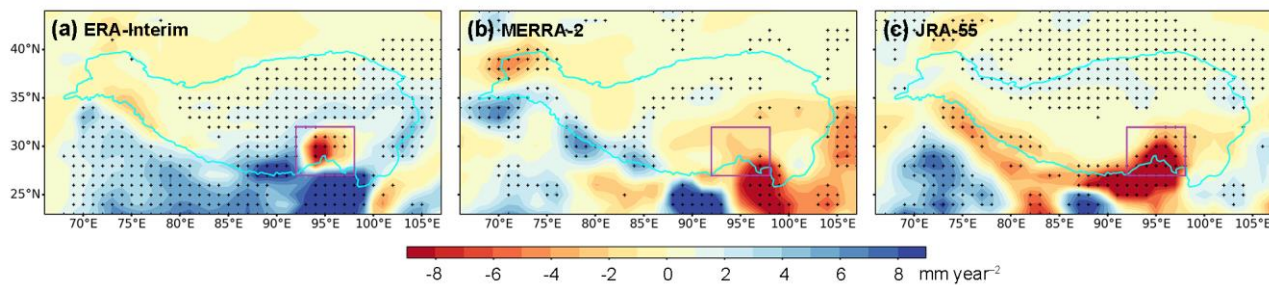 (a) ERA-Interim
(b) MERRA-2
(c) JRA-55
40°N
35°N
30°N
25°N
70°E 75°E 80°E 85°E 90°E 95°E 100°E 105°E
70°E 75°E 80°E 85°E 90°E 95°E 100°E 105°E
70°E 75°E 80°E 85°E 90°E 95°E 100°E 105°E
-8 -6 -4 -2 0 2 4 6 8 mm year⁻²